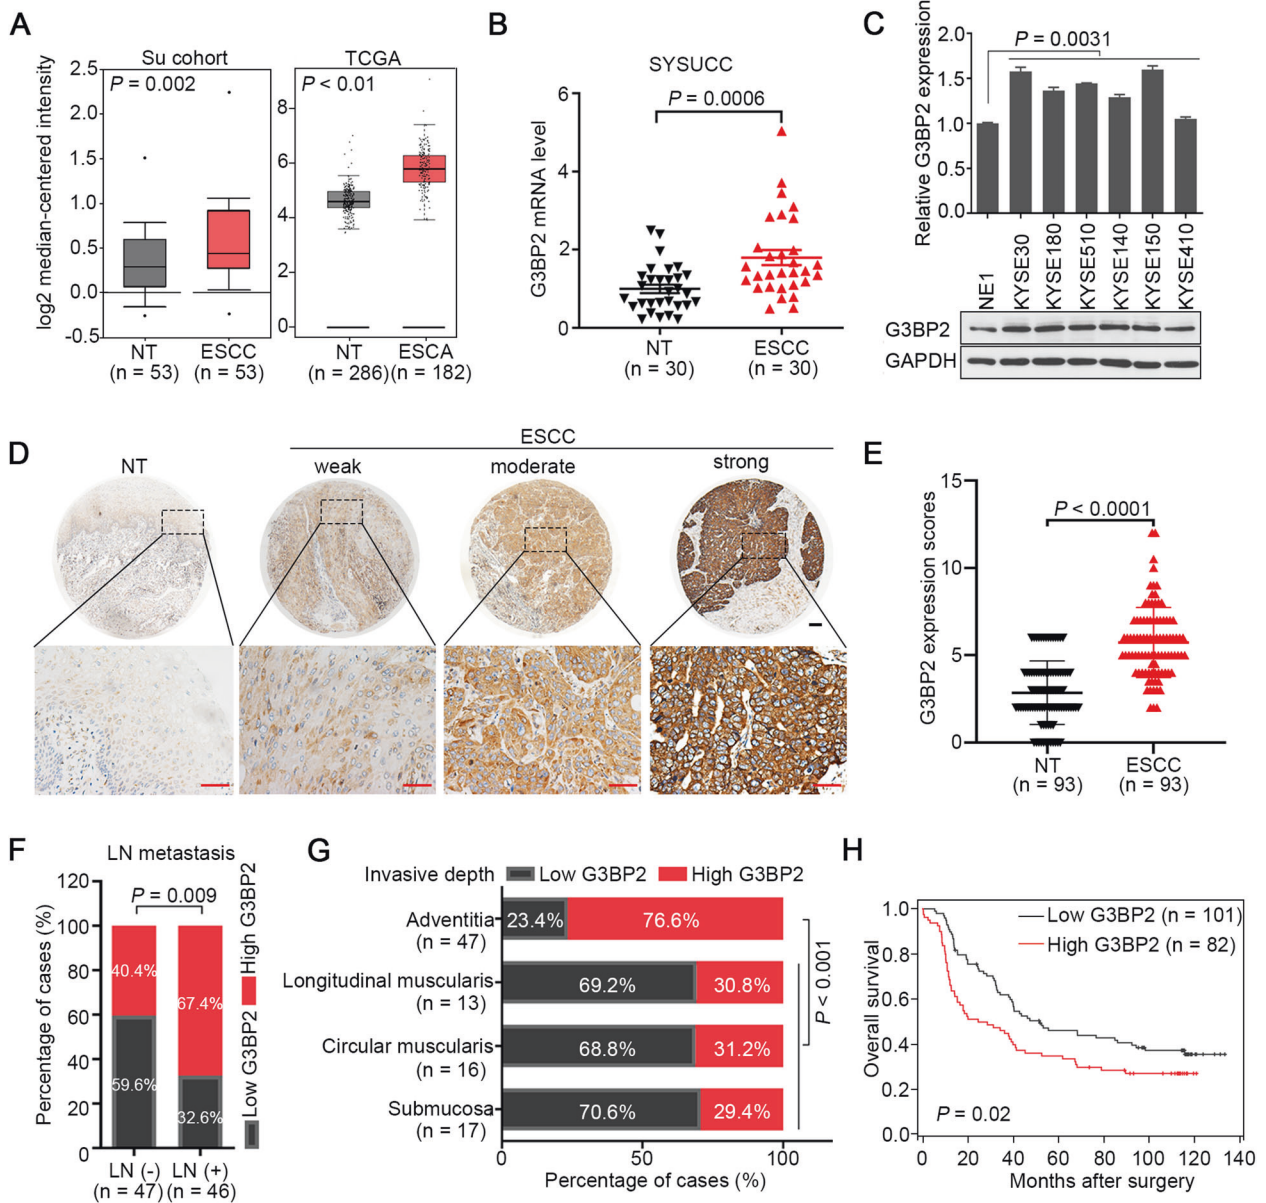 A
Su cohort
TCGA
log2 median-centered intensity
2.5
2.0
1.5
1.0
0.5
0.0
-0.5
P = 0.002
NT
(n = 53)
ESCC
(n = 53)
P < 0.01
8
6
4
2
0
NT
(n = 286)
ESCA
(n = 182)
B
SYSUCC
P = 0.0006
G3BP2 mRNA level
6
4
2
0
NT
(n = 30)
ESCC
(n = 30)
C
Relative G3BP2 expression
2.0
1.5
1.0
0.5
0.0
P = 0.0031
NE1
KYSE30
KYSE180
KYSE510
KYSE140
KYSE150
KYSE410
G3BP2
GAPDH
D
ESCC
NT
weak
moderate
strong
E
G3BP2 expression scores
15
10
5
0
P < 0.0001
NT
(n = 93)
ESCC
(n = 93)
F
LN metastasis
P = 0.009
Percentage of cases (%)
120
100
80
60
40
20
0
40.4%
67.4%
59.6%
32.6%
LN (-)
(n = 47)
LN (+)
(n = 46)
Low G3BP2
High G3BP2
G
Invasive depth
Low G3BP2
High G3BP2
Adventitia
(n = 47)
23.4%
76.6%
Longitudinal muscularis
(n = 13)
69.2%
30.8%
Circular muscularis
(n = 16)
68.8%
31.2%
Submucosa
(n = 17)
70.6%
29.4%
P < 0.001
0
50
100
Percentage of cases (%)
H
Overall survival
1.0
0.8
0.6
0.4
0.2
0.0
Low G3BP2 (n = 101)
High G3BP2 (n = 82)
P = 0.02
0
20
40
60
80
100
120
140
Months after surgery